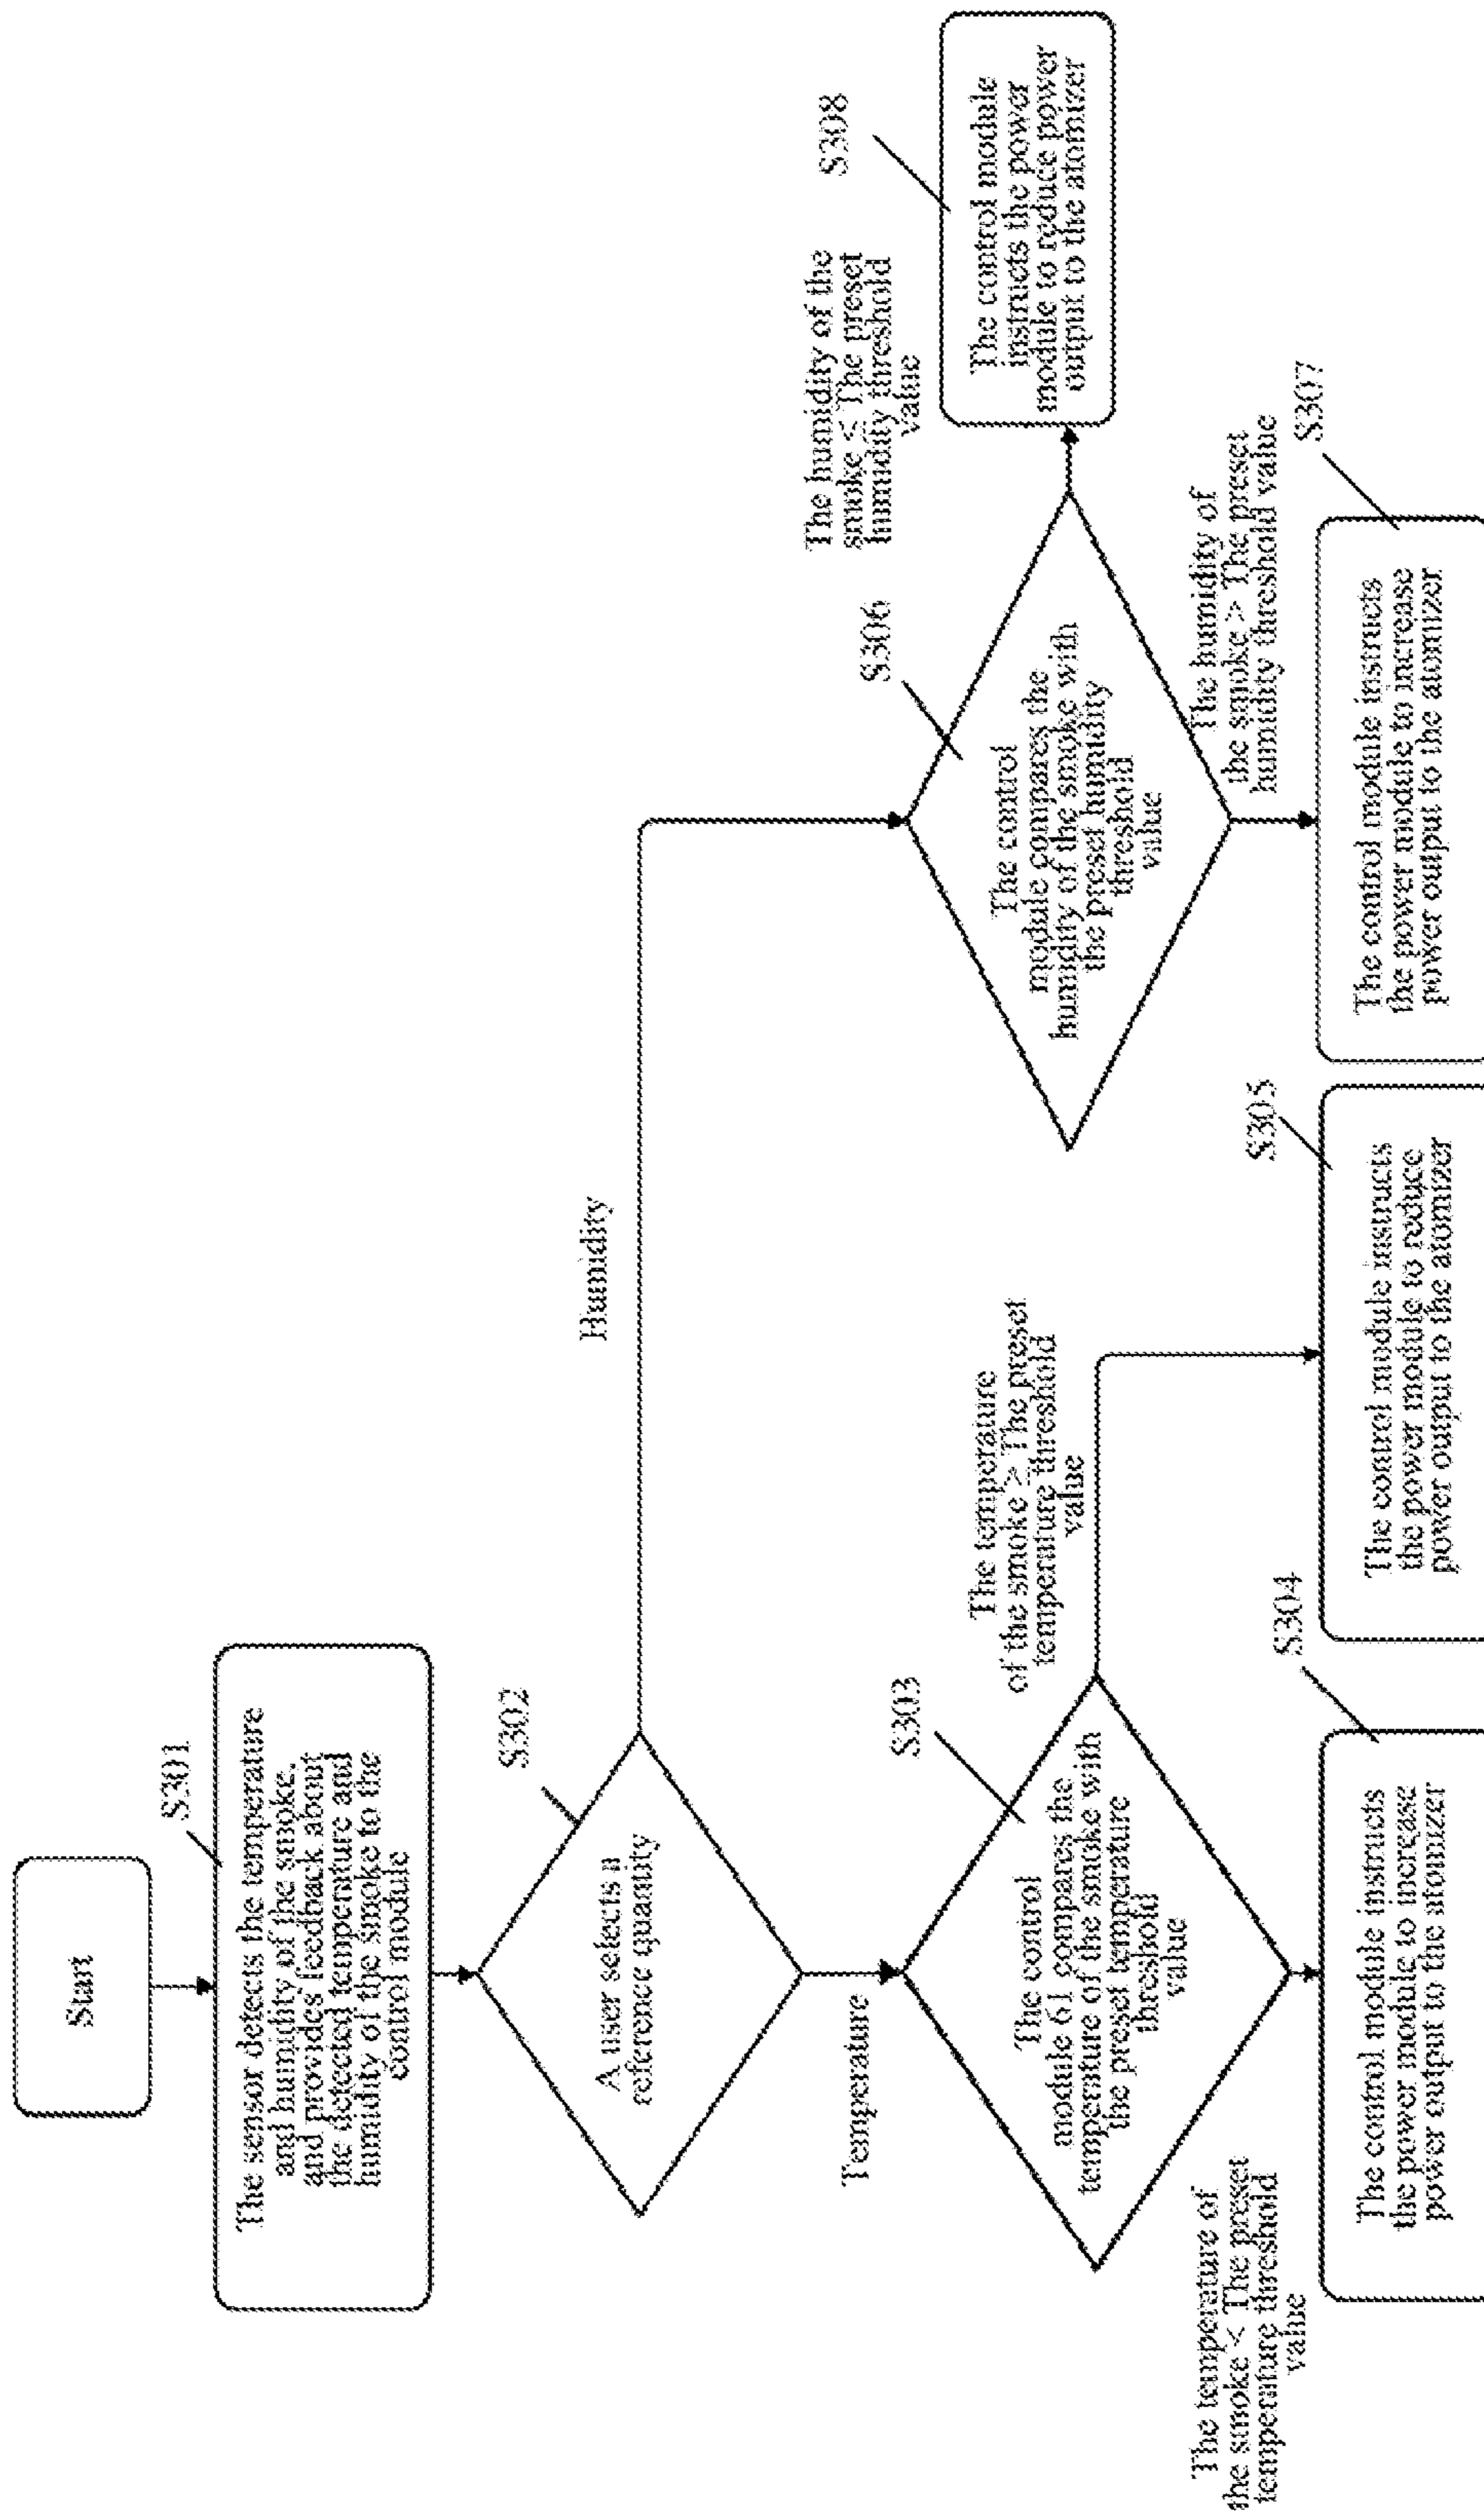 Start
S301
The sensor detects the temperature
and humidity of the smoke,
and provides feedback about
the detected temperature and
humidity of the smoke to the
control module
S302
A user selects a
reference quantity
Humidity
Temperature
S303
The control
module 61 compares the
temperature of the smoke with
the preset temperature
threshold
value
The temperature
of the smoke ≥ The preset
temperature threshold
value
The temperature of
the smoke < The preset
temperature threshold
value
S304
The control module instructs
the power module to increase
power output to the atomizer
S305
The control module instructs
the power module to reduce
power output to the atomizer
S306
The control
module compares the
humidity of the smoke with
the preset humidity
threshold
value
The humidity of the
smoke ≤ The preset
humidity threshold
value
The humidity of
the smoke > The preset
humidity threshold value
S307
The control module instructs
the power module to increase
power output to the atomizer
S308
The control module
instructs the power
module to reduce power
output to the atomizer